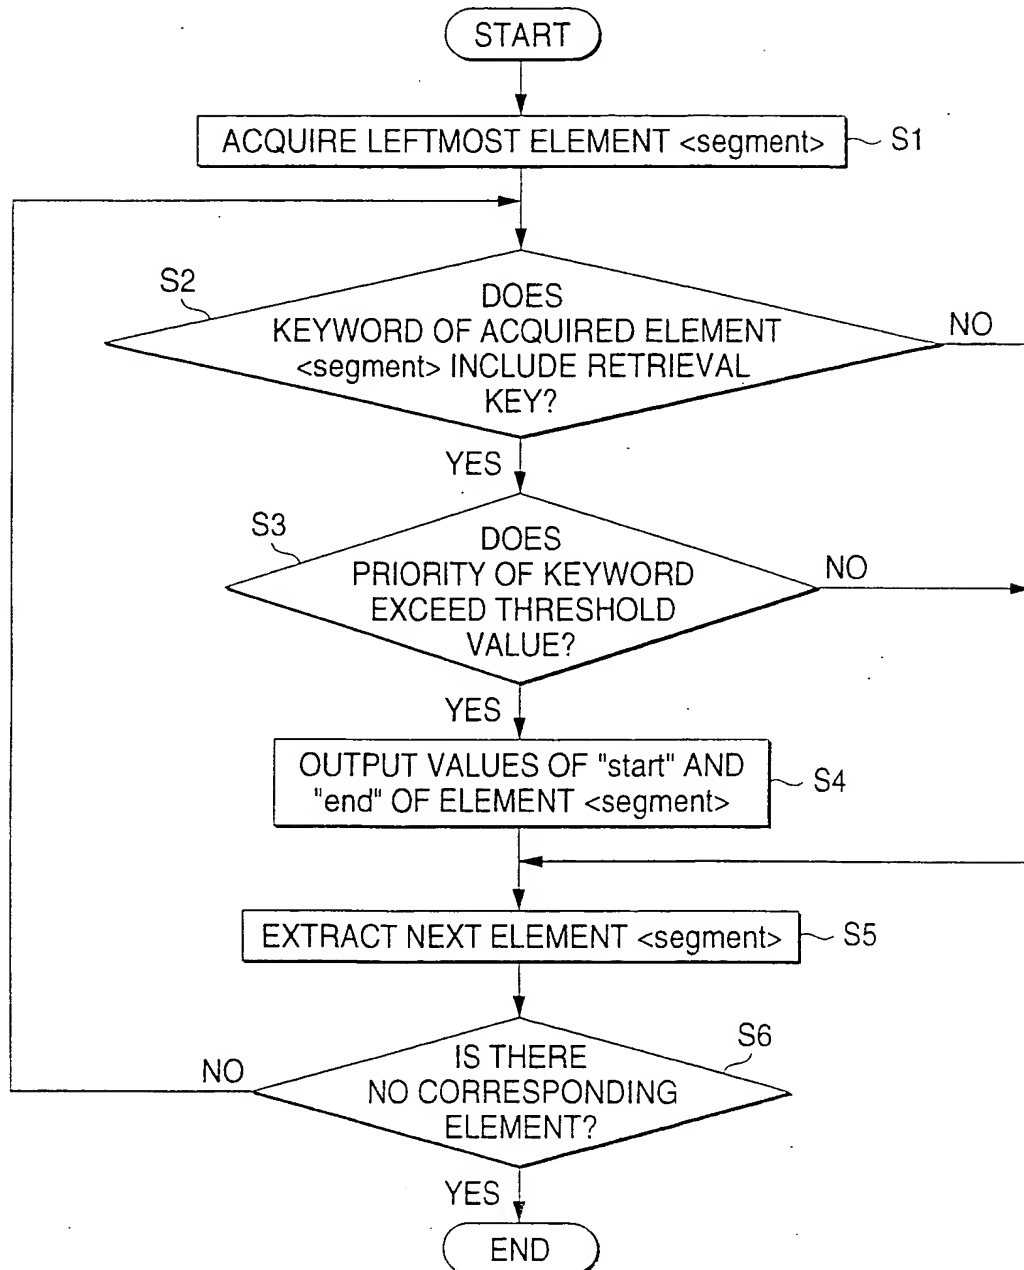 START
ACQUIRE LEFTMOST ELEMENT <segment>
S1
S2
DOES
KEYWORD OF ACQUIRED ELEMENT
<segment> INCLUDE RETRIEVAL
KEY?
NO
YES
S3
DOES
PRIORITY OF KEYWORD
EXCEED THRESHOLD
VALUE?
NO
YES
OUTPUT VALUES OF "start" AND
"end" OF ELEMENT <segment>
S4
EXTRACT NEXT ELEMENT <segment>
S5
S6
IS THERE
NO CORRESPONDING
ELEMENT?
NO
YES
END